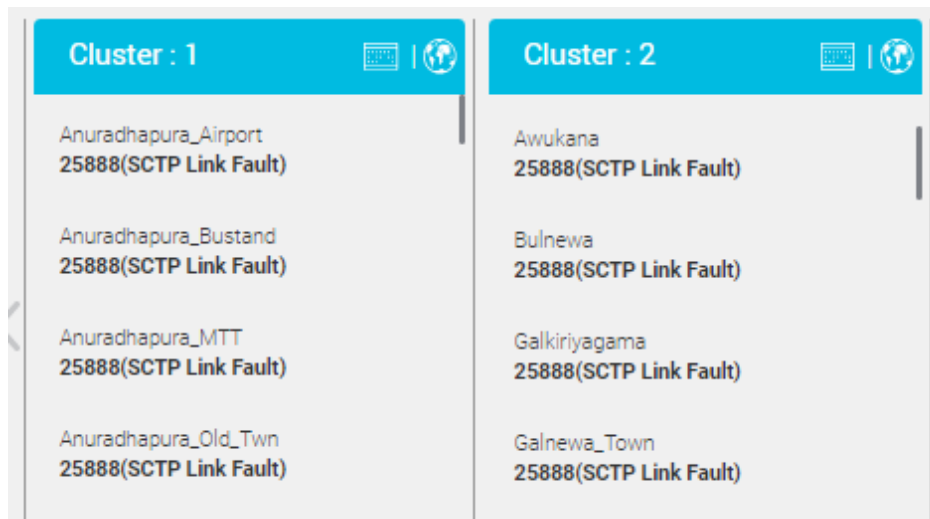 Cluster : 1
Anuradhapura_Airport
25888(SCTP Link Fault)
Anuradhapura_Bustand
25888(SCTP Link Fault)
Anuradhapura_MTT
25888(SCTP Link Fault)
Anuradhapura_Old_Twn
25888(SCTP Link Fault)
Cluster : 2
Awukana
25888(SCTP Link Fault)
Bulnewa
25888(SCTP Link Fault)
Galkiriyagama
25888(SCTP Link Fault)
Galnewa_Town
25888(SCTP Link Fault)